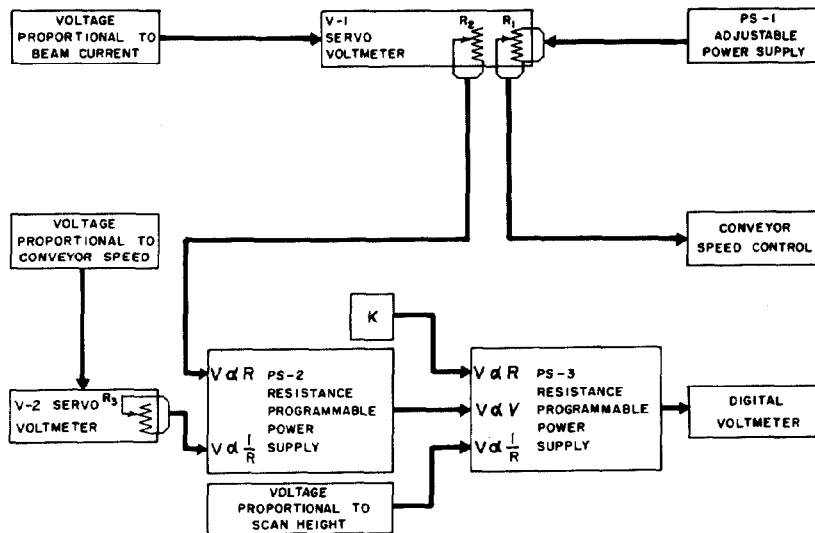 VOLTAGE
PROPORTIONAL TO
BEAM CURRENT
V-1
SERVO
VOLTMETER
R2
R1
PS-1
ADJUSTABLE
POWER SUPPLY
VOLTAGE
PROPORTIONAL TO
CONVEYOR SPEED
CONVEYOR
SPEED CONTROL
K
V-2 SERVO
VOLTMETER
R3
V α R
V α 1/R
PS-2
RESISTANCE
PROGRAMMABLE
POWER
SUPPLY
V α R
V α V
V α 1/R
PS-3
RESISTANCE
PROGRAMMABLE
POWER
SUPPLY
DIGITAL
VOLTMETER
VOLTAGE
PROPORTIONAL TO
SCAN HEIGHT